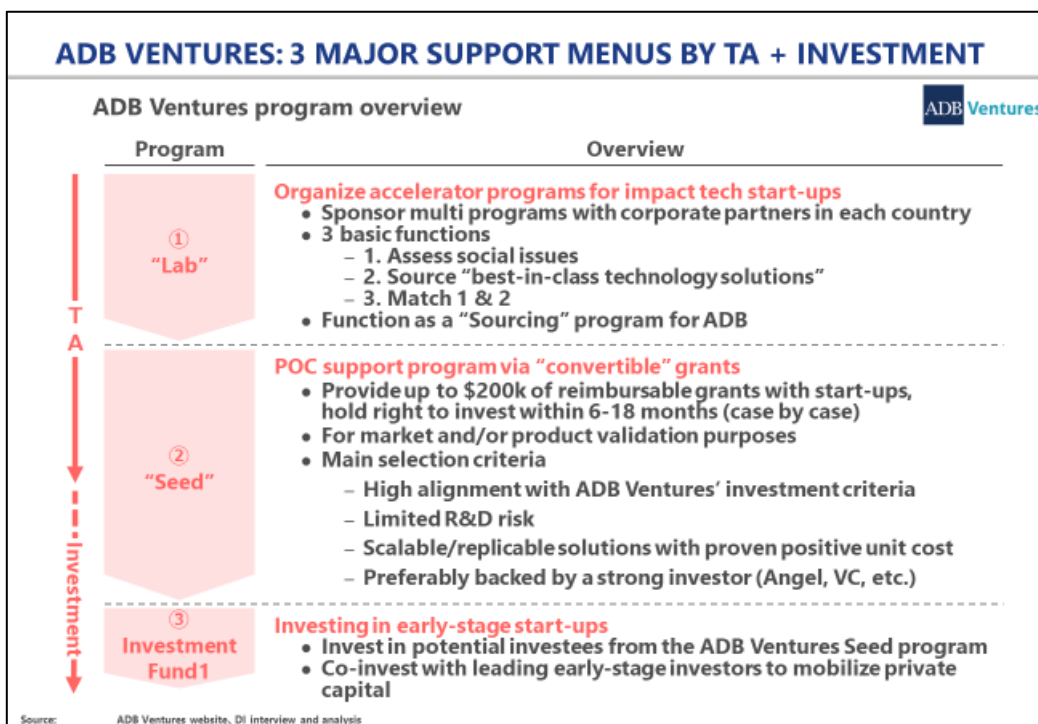 ADB VENTURES: 3 MAJOR SUPPORT MENUS BY TA + INVESTMENT
ADB Ventures program overview
ADB Ventures
Program
Overview
TA
Investment
①
"Lab"
Organize accelerator programs for impact tech start-ups
• Sponsor multi programs with corporate partners in each country
• 3 basic functions
– 1. Assess social issues
– 2. Source "best-in-class technology solutions"
– 3. Match 1 & 2
• Function as a "Sourcing" program for ADB
②
"Seed"
POC support program via "convertible" grants
• Provide up to $200k of reimbursable grants with start-ups,
hold right to invest within 6-18 months (case by case)
• For market and/or product validation purposes
• Main selection criteria
– High alignment with ADB Ventures' investment criteria
– Limited R&D risk
– Scalable/replicable solutions with proven positive unit cost
– Preferably backed by a strong investor (Angel, VC, etc.)
③
Investment
Fund1
Investing in early-stage start-ups
• Invest in potential investees from the ADB Ventures Seed program
• Co-invest with leading early-stage investors to mobilize private
capital
Source: ADB Ventures website, DI interview and analysis